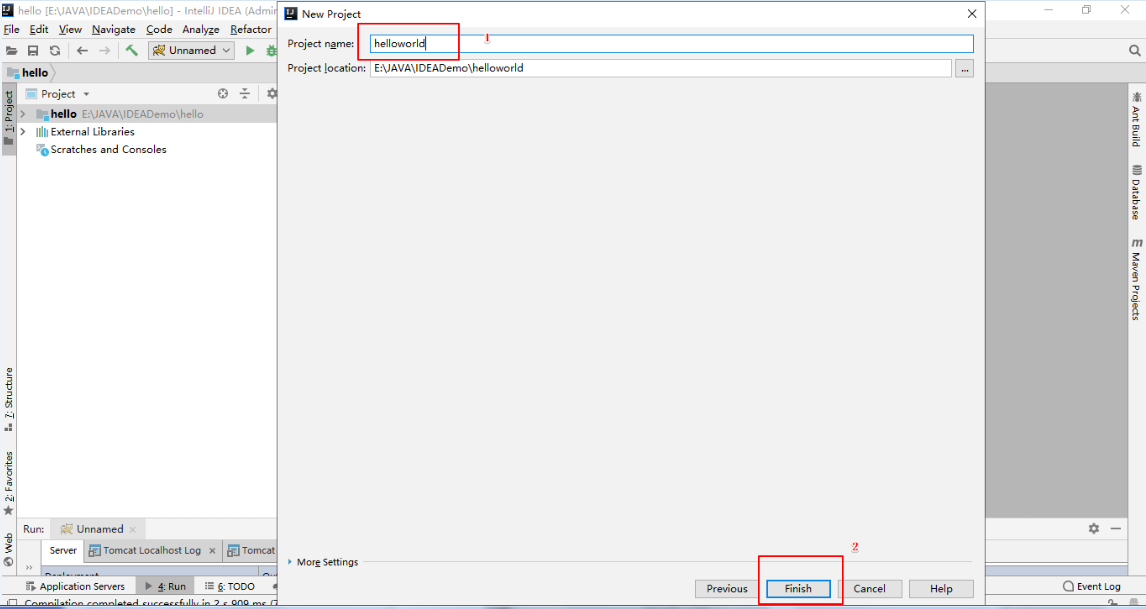 hello [E:\JAVA\IDEADemo\hello] - IntelliJ IDEA (Admin
File Edit View Navigate Code Analyze Refactor
Unnamed
hello
Project
hello E:\JAVA\IDEADemo\hello
External Libraries
Scratches and Consoles
1: Project
7: Structure
2: Favorites
Web
New Project
Project name: helloworld
1
Project location: E:\JAVA\IDEADemo\helloworld
...
More Settings
2
Previous Finish Cancel Help
Ant Build
Database
m Maven Projects
Run: Unnamed
Server Tomcat Localhost Log Tomcat
Deployment
Application Servers 4: Run 6: TODO
Event Log
Compilation completed successfully in 2 s 909 ms